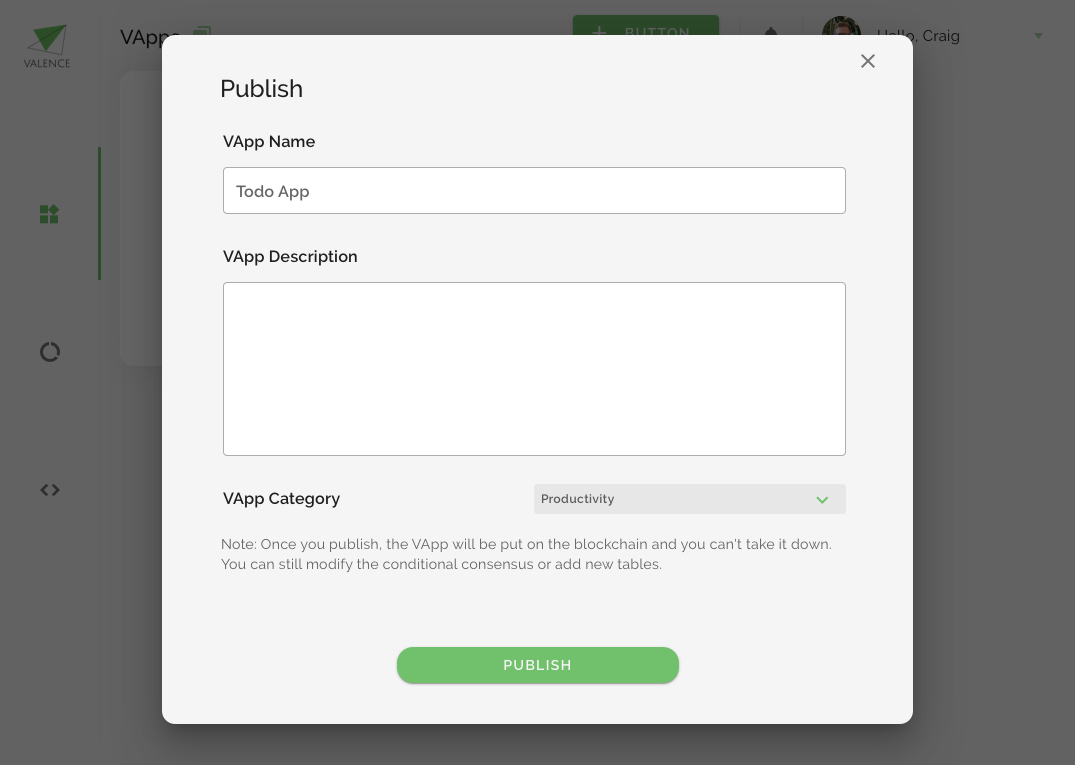 VALENCE
VApps
BUTTON
Hello, Craig
Publish
VApp Name
Todo App
VApp Description
VApp Category
Productivity
Note: Once you publish, the VApp will be put on the blockchain and you can't take it down.
You can still modify the conditional consensus or add new tables.
PUBLISH